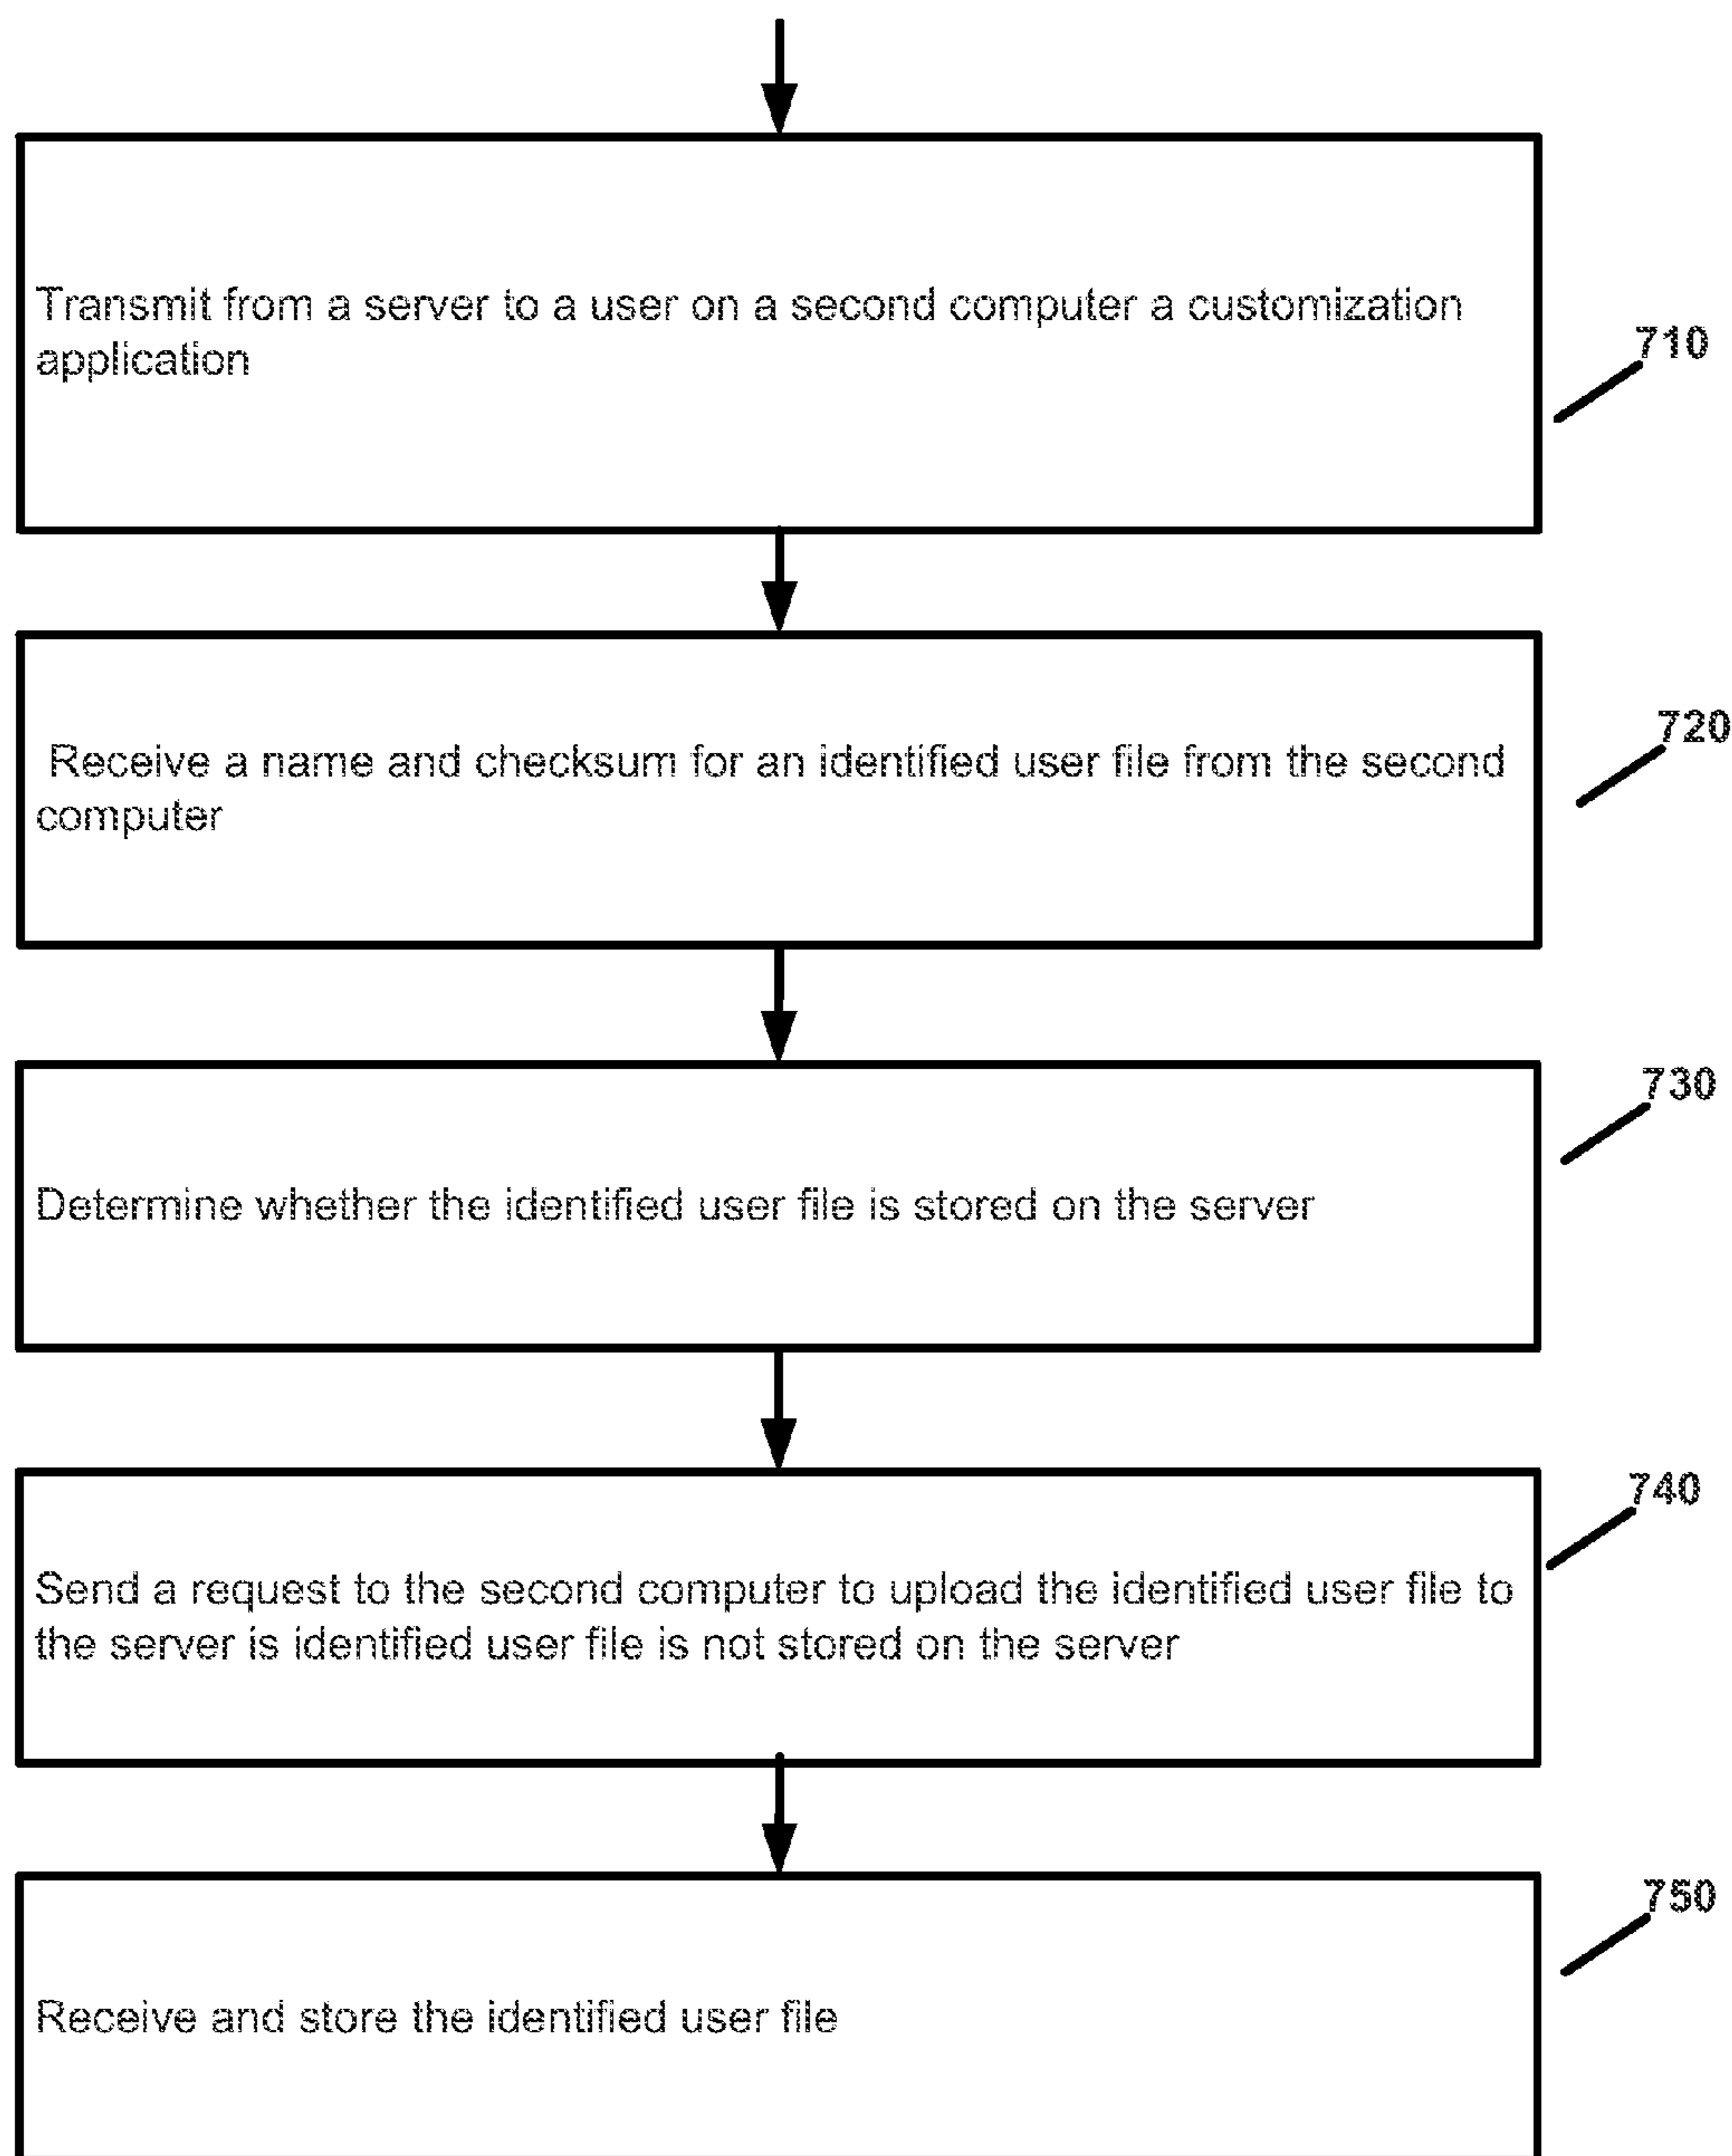 Transmit from a server to a user on a second computer a customization
application
710
Receive a name and checksum for an identified user file from the second
computer
720
730
Determine whether the identified user file is stored on the server
740
Send a request to the second computer to upload the identified user file to
the server is identified user file is not stored on the server
750
Receive and store the identified user file